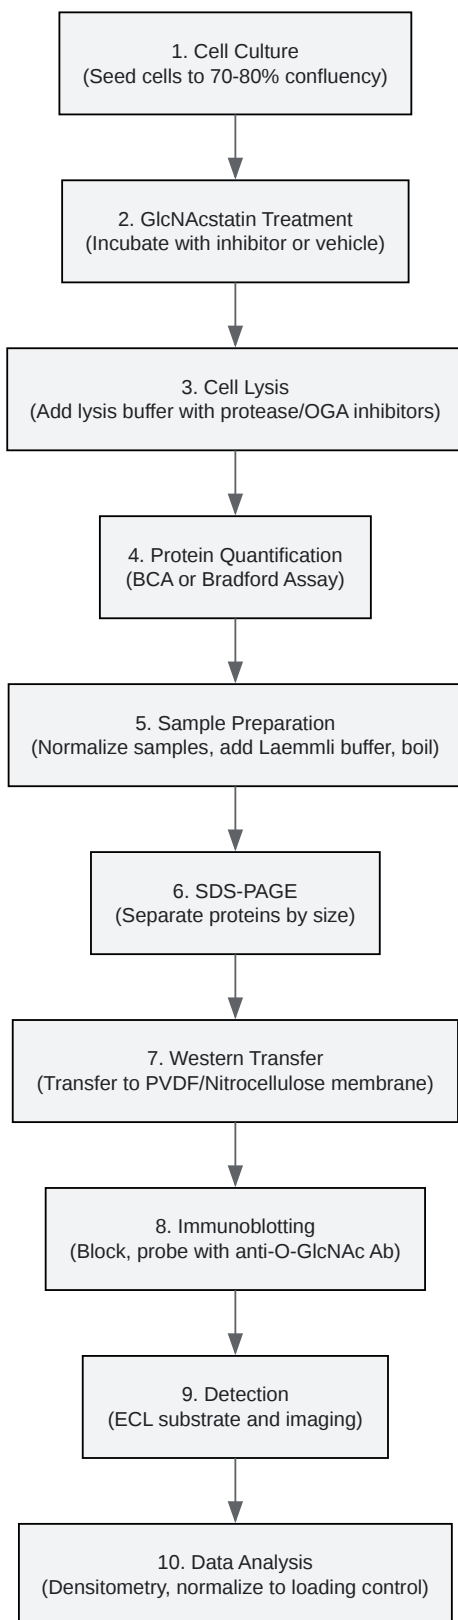 1. Cell Culture
(Seed cells to 70-80% confluency)
2. GlcNAcstatin Treatment
(Incubate with inhibitor or vehicle)
3. Cell Lysis
(Add lysis buffer with protease/OGA inhibitors)
4. Protein Quantification
(BCA or Bradford Assay)
5. Sample Preparation
(Normalize samples, add Laemmli buffer, boil)
6. SDS-PAGE
(Separate proteins by size)
7. Western Transfer
(Transfer to PVDF/Nitrocellulose membrane)
8. Immunoblotting
(Block, probe with anti-O-GlcNAc Ab)
9. Detection
(ECL substrate and imaging)
10. Data Analysis
(Densitometry, normalize to loading control)